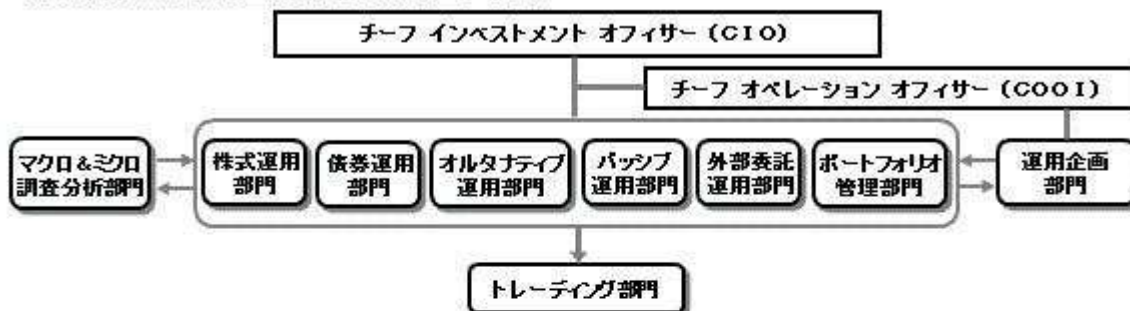 チーフ インベストメント オフィサー (CIO)
チーフ オペレーション オフィサー (COOI)
マクロ&ミクロ
調査分析部門
株式運用
部門
債券運用
部門
オルタナティブ
運用部門
パッシブ
運用部門
外部委託
運用部門
ポートフォリオ
管理部門
運用企画
部門
トレーディング部門